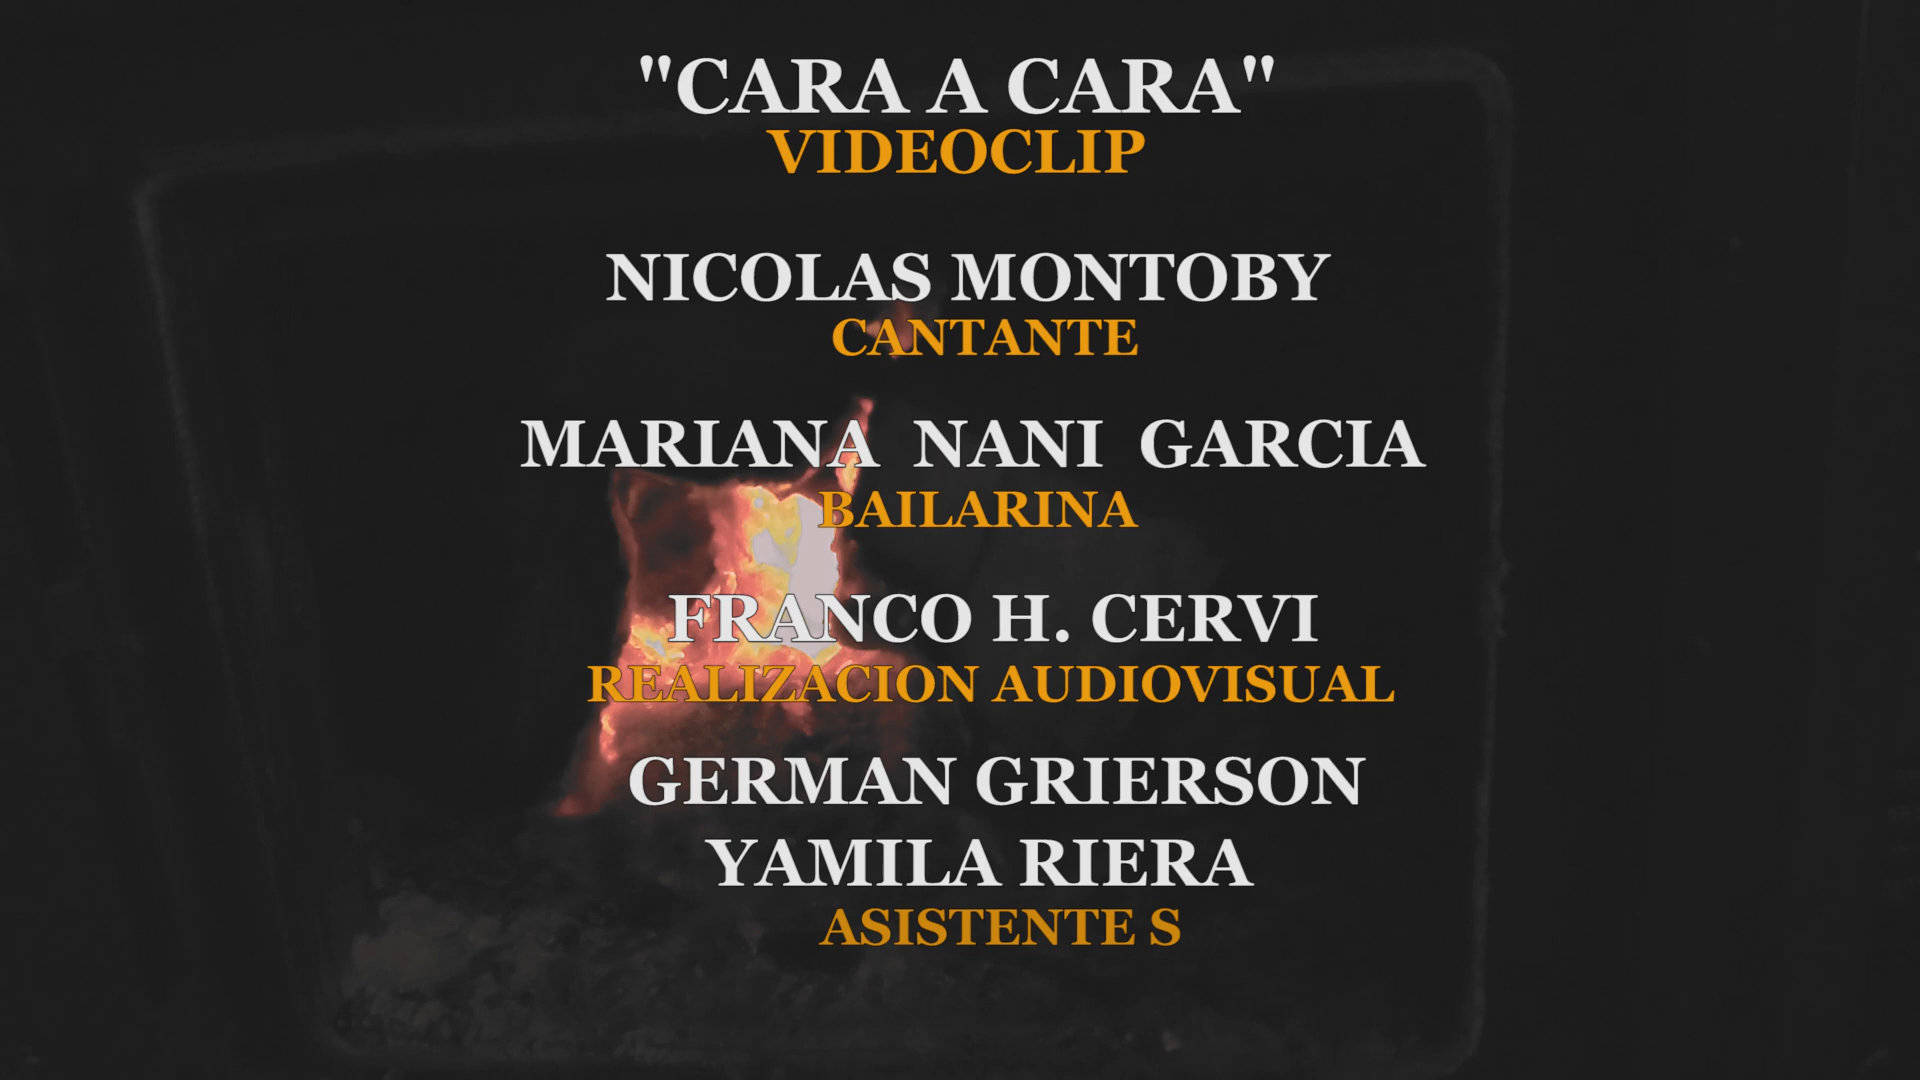 "CARA A CARA"
VIDEOCLIP
NICOLAS MONTOBY
CANTANTE
MARIANA NANI GARCIA
BAILARINA
FRANCO H. CERVI
REALIZACION AUDIOVISUAL
GERMAN GRIERSON
YAMILA RIERA
ASISTENTE S